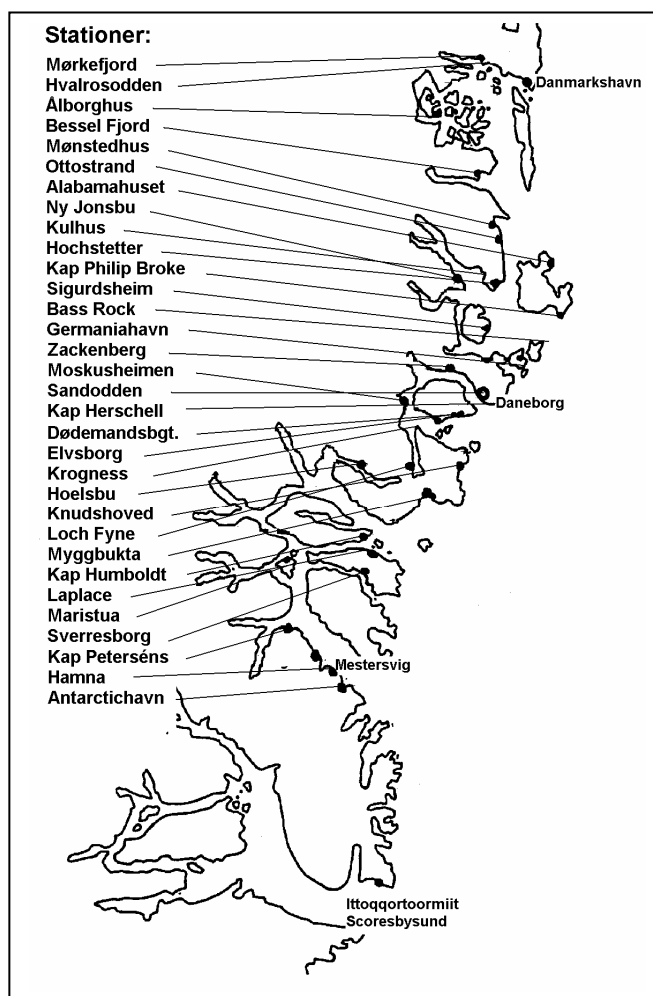 Stationer:
Mørkefjord
Hvalrosodden
Ålborghus
Bessel Fjord
Mønstedhus
Ottostrand
Alabamahuset
Ny Jonsbu
Kulhus
Hochstetter
Kap Philip Broke
Sigurdsheim
Bass Rock
Germaniahavn
Zackenberg
Moskusheimen
Sandodden
Kap Herschell
Dødemandsbgt.
Elvsborg
Krogness
Hoelsbu
Knudshoved
Loch Fyne
Myggbukta
Kap Humboldt
Laplace
Maristua
Sverresborg
Kap Peterséns
Hamna
Antarctichavn
Danmarkshavn
Daneborg
Mestersvig
Ittoqqortoormiit
Scoresbysund